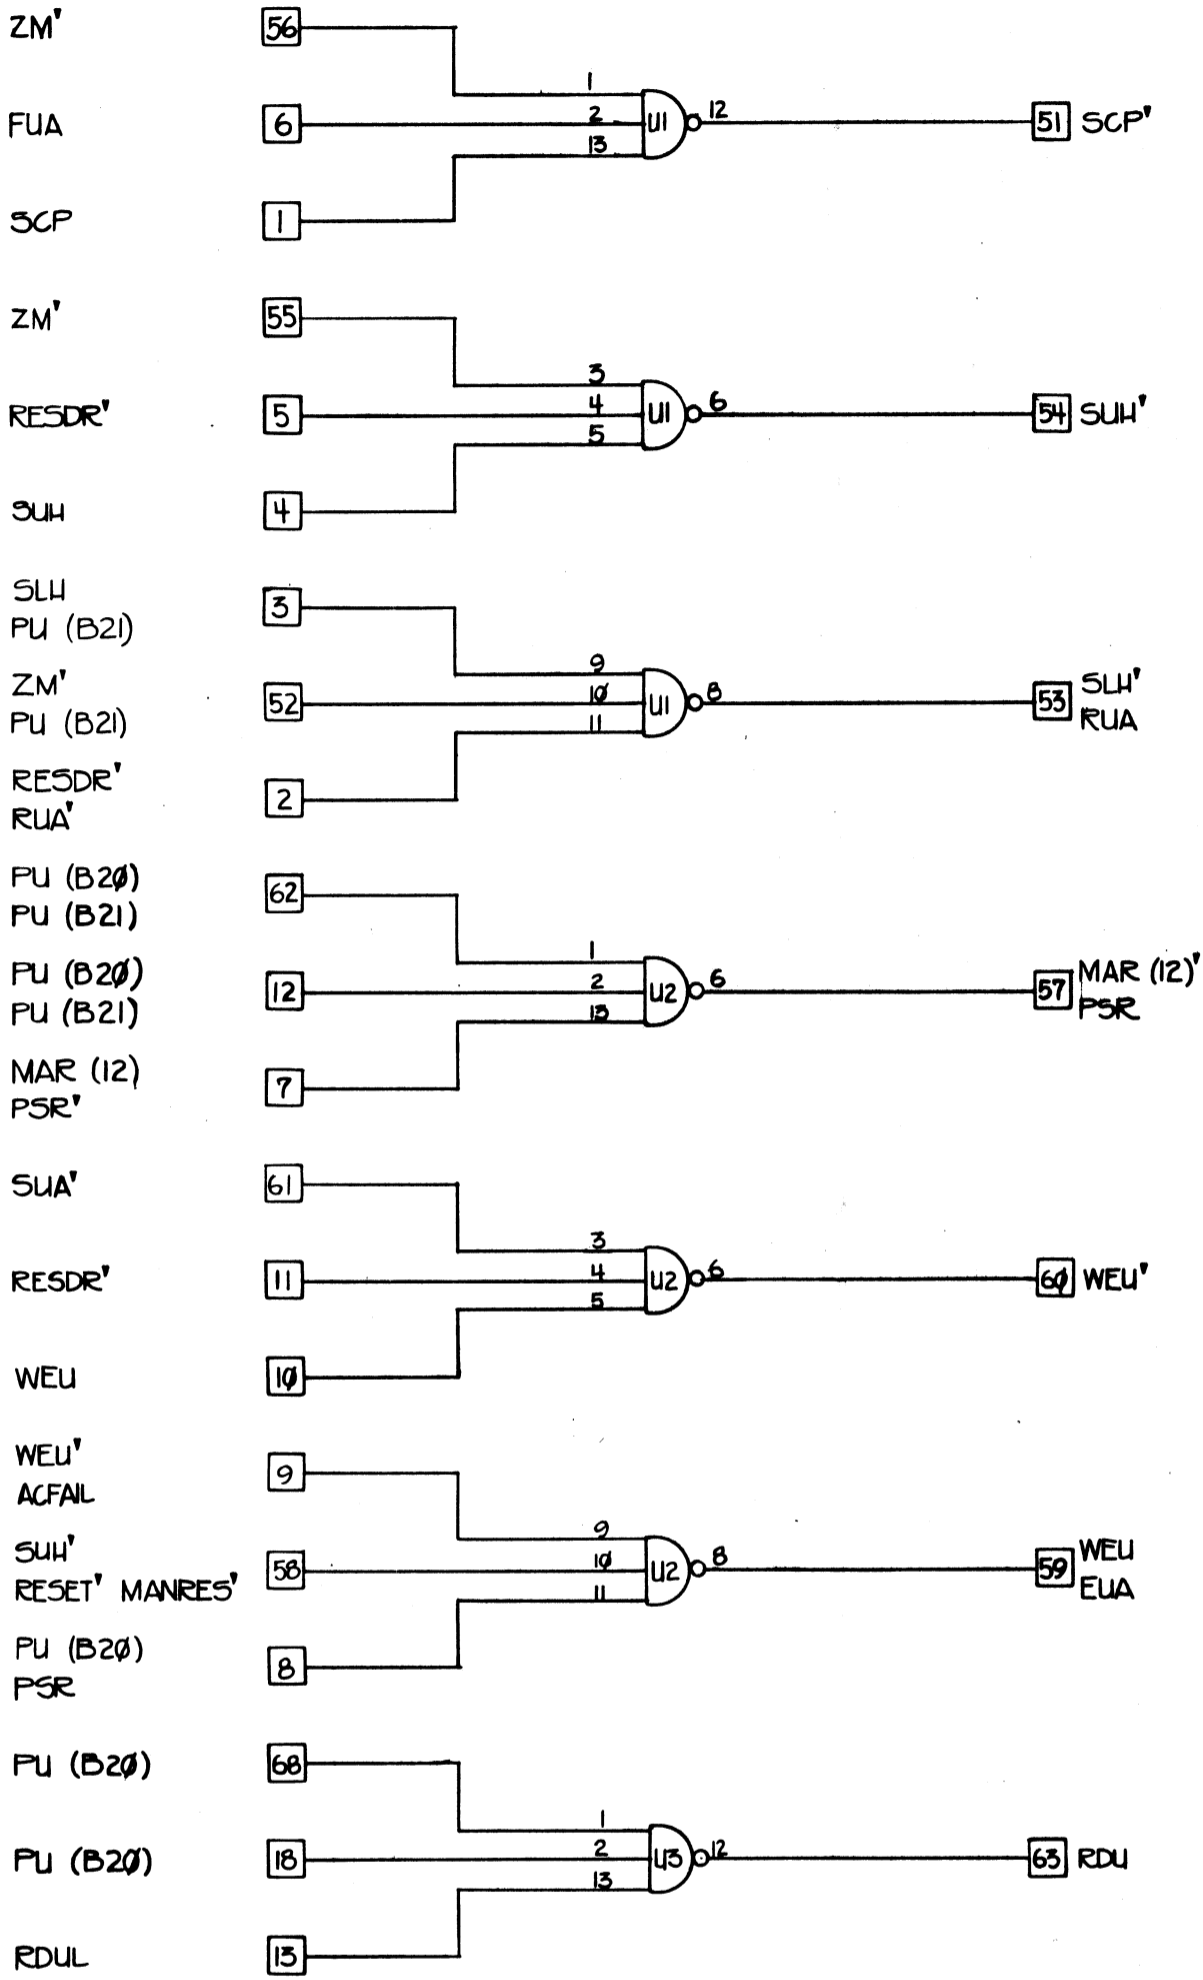 ZM' 56
1
FUA 6 2 U1 12 51 SCP'
13
SCP 1
ZM' 55
3
RESDR' 5 4 U1 6 54 SUH'
5
SUH 4
SLH 3
PU (B21)
9
ZM' 52 10 U1 8 53 SLH'
PU (B21) RUA
11
RESDR' 2
RUA'
PU (B2Ø) 62
PU (B21)
1
PU (B2Ø) 12 2 U2 6 57 MAR (12)'
PU (B21) PSR
13
MAR (12) 7
PSR'
SUA' 61
3
RESDR' 11 4 U2 6 6Ø WEU'
5
WEU 1Ø
WEU' 9
ACFAIL
9
SUH' 58 1Ø U2 8 59 WEU
RESET' MANRES' EUA
11
PU (B2Ø) 8
PSR
PU (B2Ø) 68
1
PU (B2Ø) 18 2 U3 12 63 RDU
13
RDUL 13